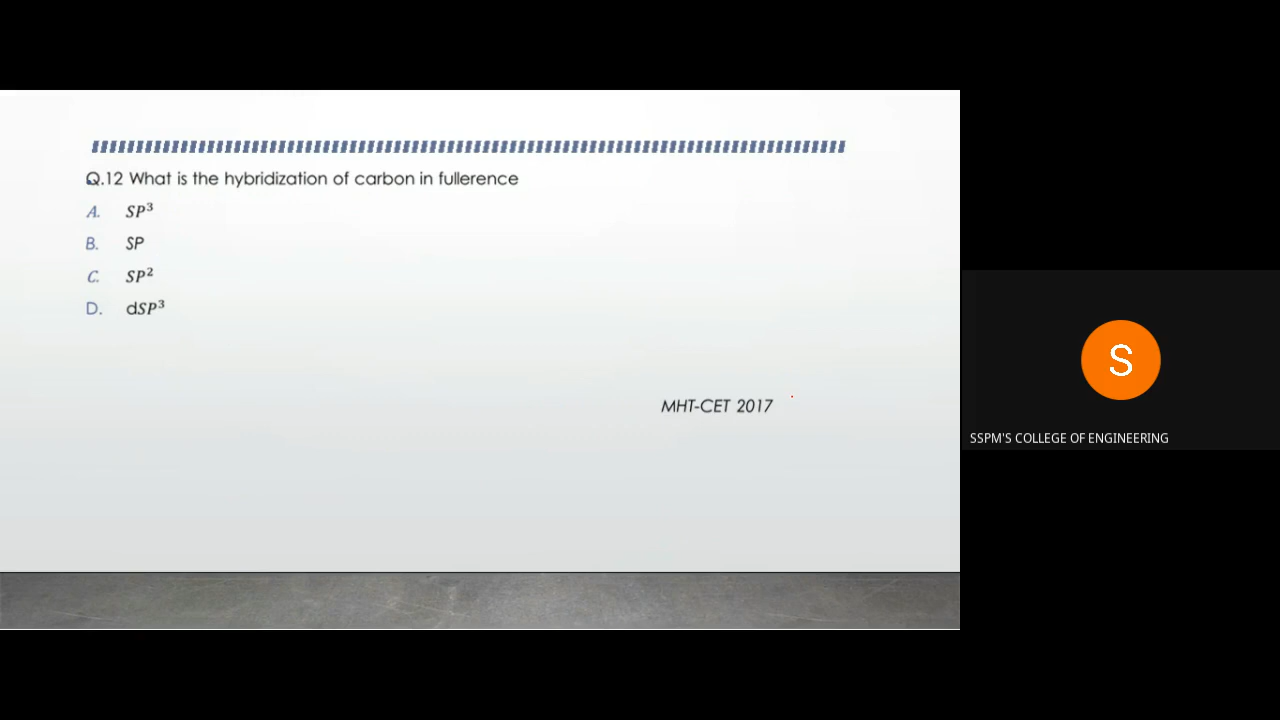 Q.12 What is the hybridization of carbon in fullerence
A. SP³
B. SP
C. SP²
D. dSP³
MHT-CET 2017
S
SSPM'S COLLEGE OF ENGINEERING